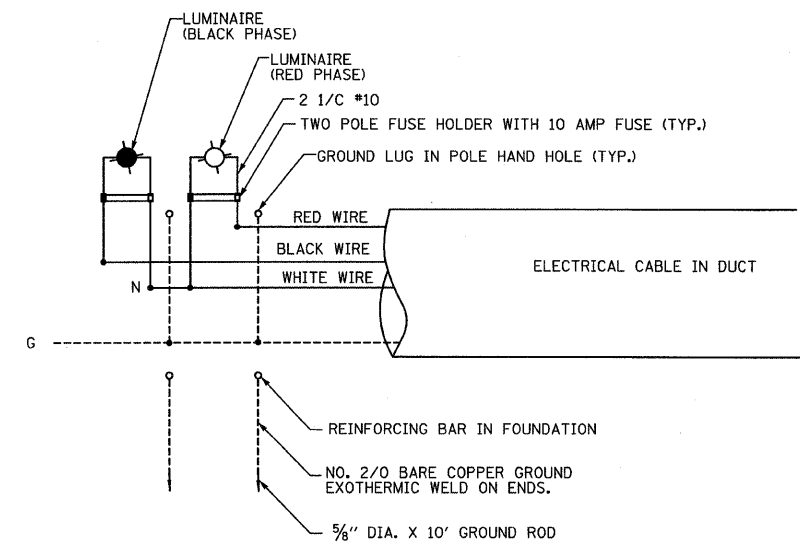 LUMINAIRE
(BLACK PHASE)
LUMINAIRE
(RED PHASE)
2 1/C #10
TWO POLE FUSE HOLDER WITH 10 AMP FUSE (TYP.)
GROUND LUG IN POLE HAND HOLE (TYP.)
RED WIRE
BLACK WIRE
ELECTRICAL CABLE IN DUCT
WHITE WIRE
N
G
REINFORCING BAR IN FOUNDATION
NO. 2/0 BARE COPPER GROUND
EXOTHERMIC WELD ON ENDS.
5/8" DIA. X 10' GROUND ROD